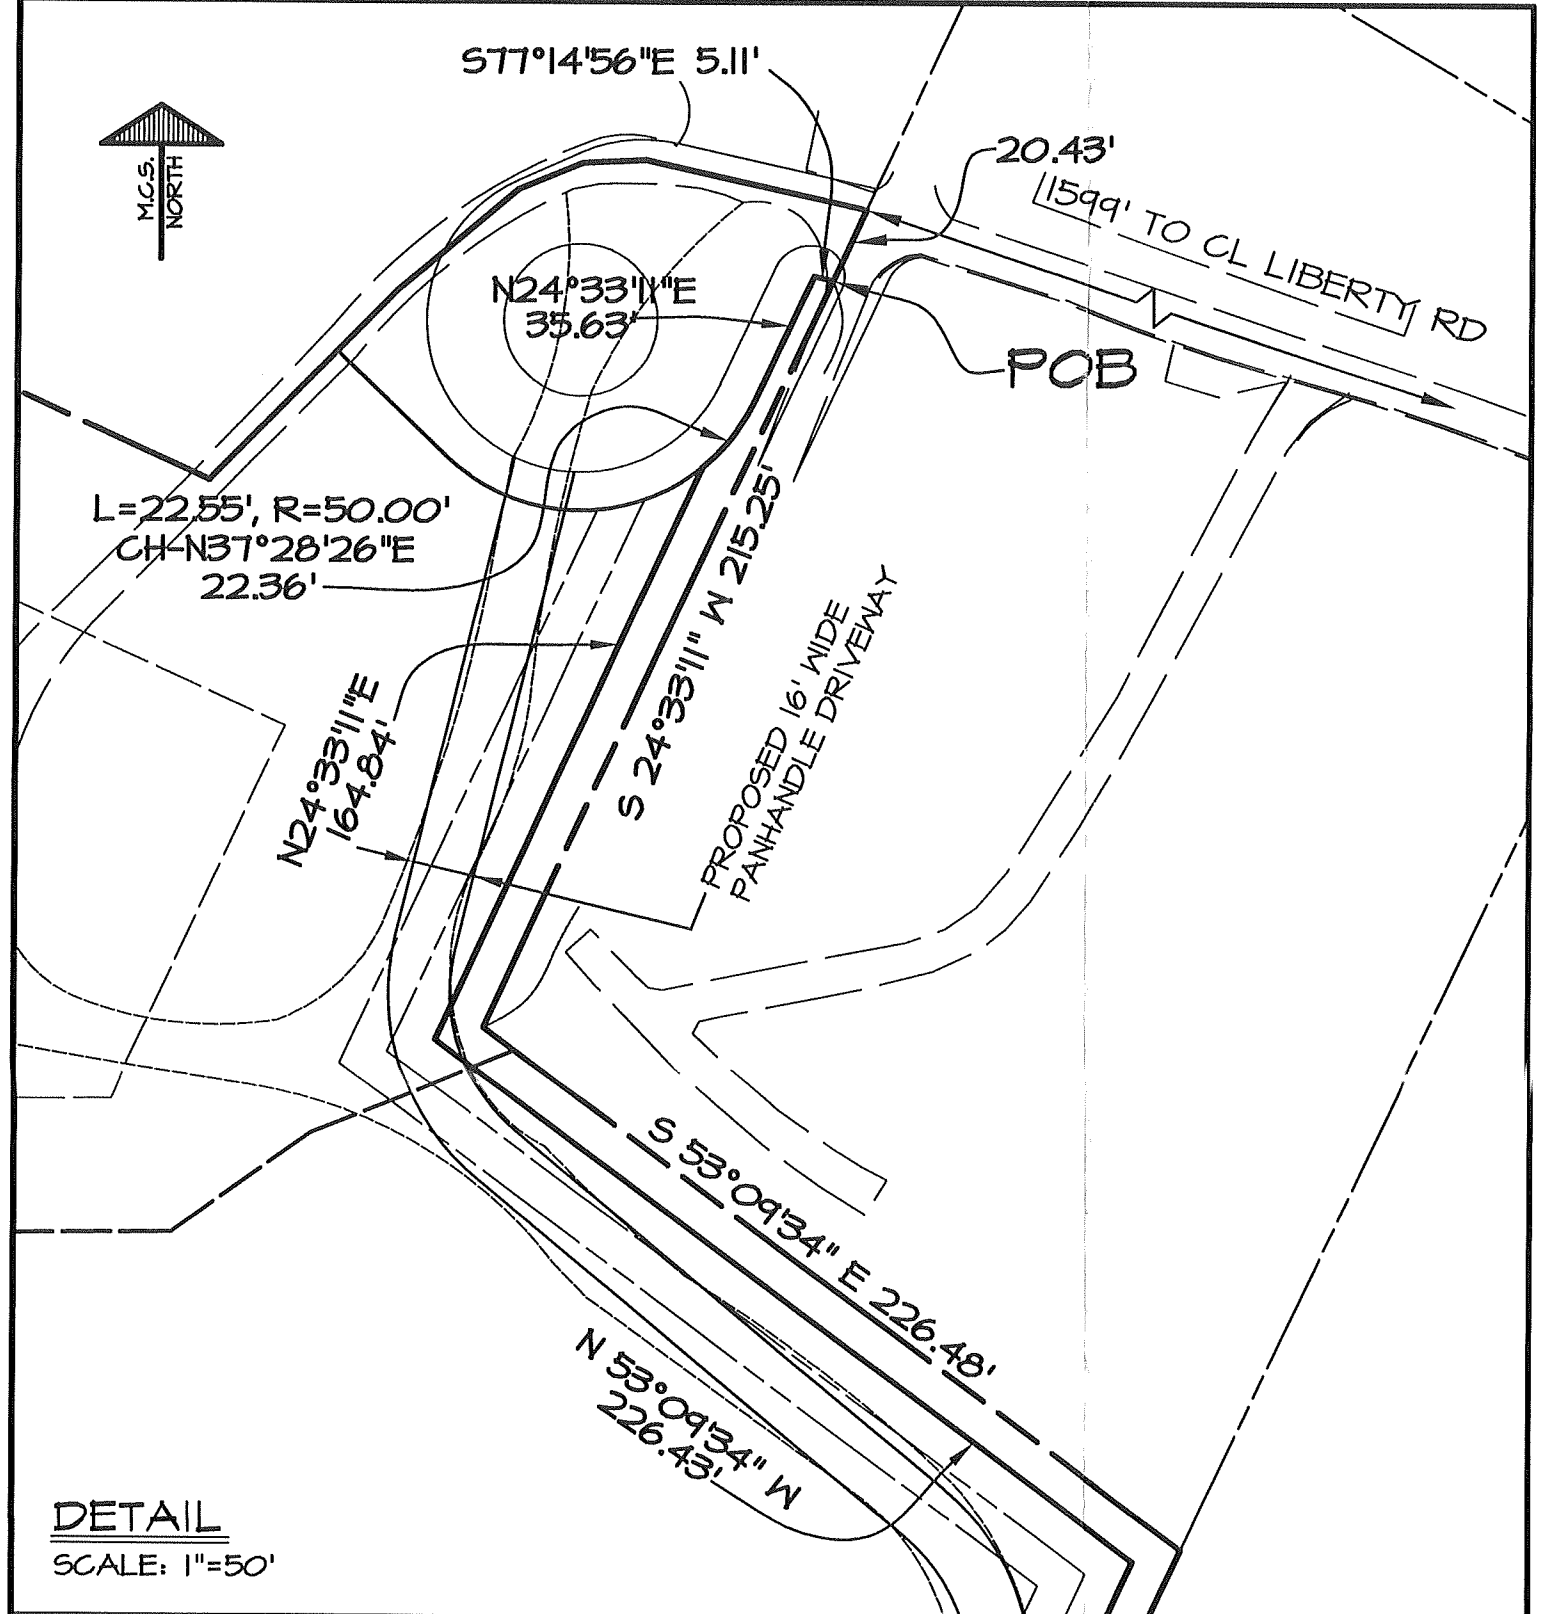 S77°14'56"E 5.11'
M.C.S.
NORTH
20.43'
1599' TO CL LIBERTY RD
N24°33'11"E
35.63'
POB
L=22.55', R=50.00'
CH-N37°28'26"E
22.36'
S 24°33'11" W 215.25'
PROPOSED 16' WIDE
PANHANDLE DRIVEWAY
N24°33'11"E
164.84'
S 53°09'34" E 226.48'
N 53°09'34" W
226.43'
DETAIL
SCALE: 1"=50'